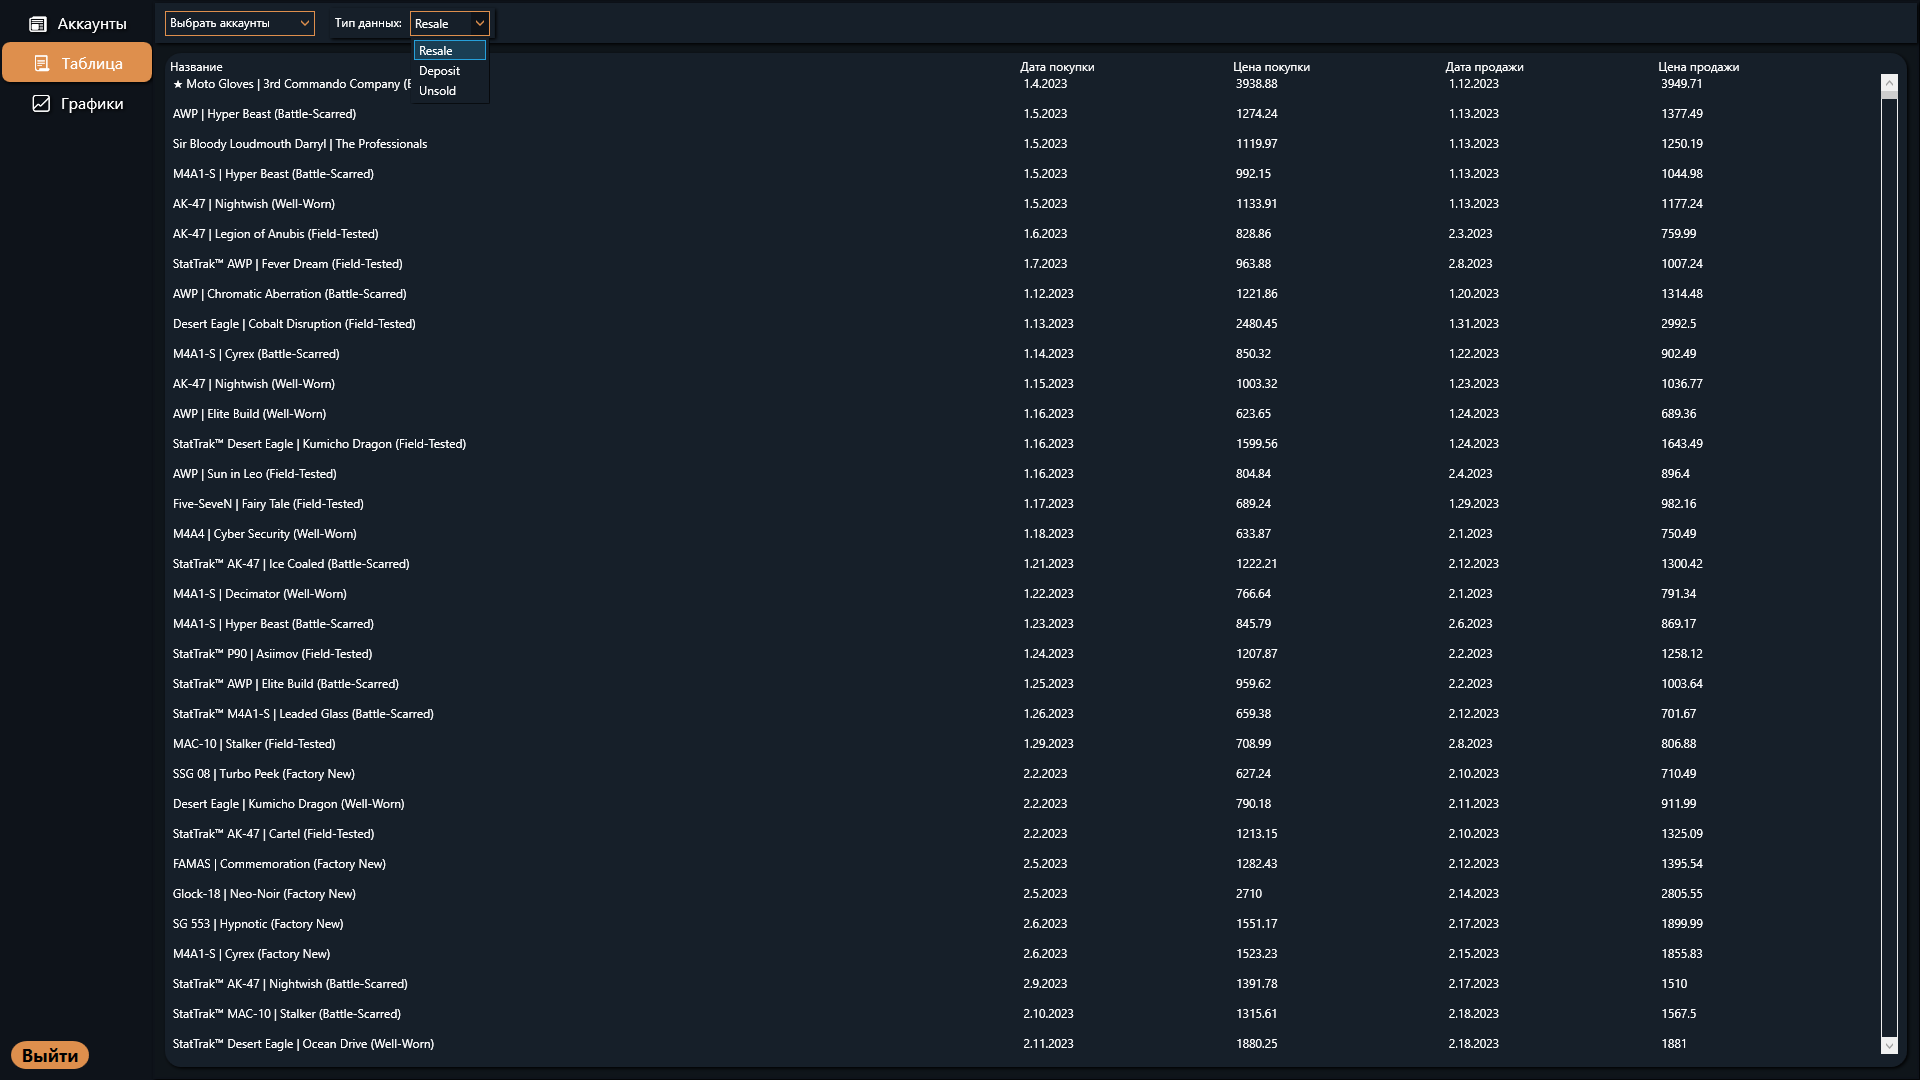 Аккаунты
Таблица
Графики
Выйти
Выбрать аккаунты
Тип данных: Resale
Resale
Deposit
Unsold
Название Дата покупки Цена покупки Дата продажи Цена продажи
★ Moto Gloves | 3rd Commando Company 1.4.2023 3938.88 1.12.2023 3949.71
AWP | Hyper Beast (Battle-Scarred) 1.5.2023 1274.24 1.13.2023 1377.49
Sir Bloody Loudmouth Darryl | The Professionals 1.5.2023 1119.97 1.13.2023 1250.19
M4A1-S | Hyper Beast (Battle-Scarred) 1.5.2023 992.15 1.13.2023 1044.98
AK-47 | Nightwish (Well-Worn) 1.5.2023 1133.91 1.13.2023 1177.24
AK-47 | Legion of Anubis (Field-Tested) 1.6.2023 828.86 2.3.2023 759.99
StatTrak™ AWP | Fever Dream (Field-Tested) 1.7.2023 963.88 2.8.2023 1007.24
AWP | Chromatic Aberration (Battle-Scarred) 1.12.2023 1221.86 1.20.2023 1314.48
Desert Eagle | Cobalt Disruption (Field-Tested) 1.13.2023 2480.45 1.31.2023 2992.5
M4A1-S | Cyrex (Battle-Scarred) 1.14.2023 850.32 1.22.2023 902.49
AK-47 | Nightwish (Well-Worn) 1.15.2023 1003.32 1.23.2023 1036.77
AWP | Elite Build (Well-Worn) 1.16.2023 623.65 1.24.2023 689.36
StatTrak™ Desert Eagle | Kumicho Dragon (Field-Tested) 1.16.2023 1599.56 1.24.2023 1643.49
AWP | Sun in Leo (Field-Tested) 1.16.2023 804.84 2.4.2023 896.4
Five-SeveN | Fairy Tale (Field-Tested) 1.17.2023 689.24 1.29.2023 982.16
M4A4 | Cyber Security (Well-Worn) 1.18.2023 633.87 2.1.2023 750.49
StatTrak™ AK-47 | Ice Coaled (Battle-Scarred) 1.21.2023 1222.21 2.12.2023 1300.42
M4A1-S | Decimator (Well-Worn) 1.22.2023 766.64 2.1.2023 791.34
M4A1-S | Hyper Beast (Battle-Scarred) 1.23.2023 845.79 2.6.2023 869.17
StatTrak™ P90 | Asiimov (Field-Tested) 1.24.2023 1207.87 2.2.2023 1258.12
StatTrak™ AWP | Elite Build (Battle-Scarred) 1.25.2023 959.62 2.2.2023 1003.64
StatTrak™ M4A1-S | Leaded Glass (Battle-Scarred) 1.26.2023 659.38 2.12.2023 701.67
MAC-10 | Stalker (Field-Tested) 1.29.2023 708.99 2.8.2023 806.88
SSG 08 | Turbo Peek (Factory New) 2.2.2023 627.24 2.10.2023 710.49
Desert Eagle | Kumicho Dragon (Well-Worn) 2.2.2023 790.18 2.11.2023 911.99
StatTrak™ AK-47 | Cartel (Field-Tested) 2.2.2023 1213.15 2.10.2023 1325.09
FAMAS | Commemoration (Factory New) 2.5.2023 1282.43 2.12.2023 1395.54
Glock-18 | Neo-Noir (Factory New) 2.5.2023 2710 2.14.2023 2805.55
SG 553 | Hypnotic (Factory New) 2.6.2023 1551.17 2.17.2023 1899.99
M4A1-S | Cyrex (Factory New) 2.6.2023 1523.23 2.15.2023 1855.83
StatTrak™ AK-47 | Nightwish (Battle-Scarred) 2.9.2023 1391.78 2.17.2023 1510
StatTrak™ MAC-10 | Stalker (Battle-Scarred) 2.10.2023 1315.61 2.18.2023 1567.5
StatTrak™ Desert Eagle | Ocean Drive (Well-Worn) 2.11.2023 1880.25 2.18.2023 1881